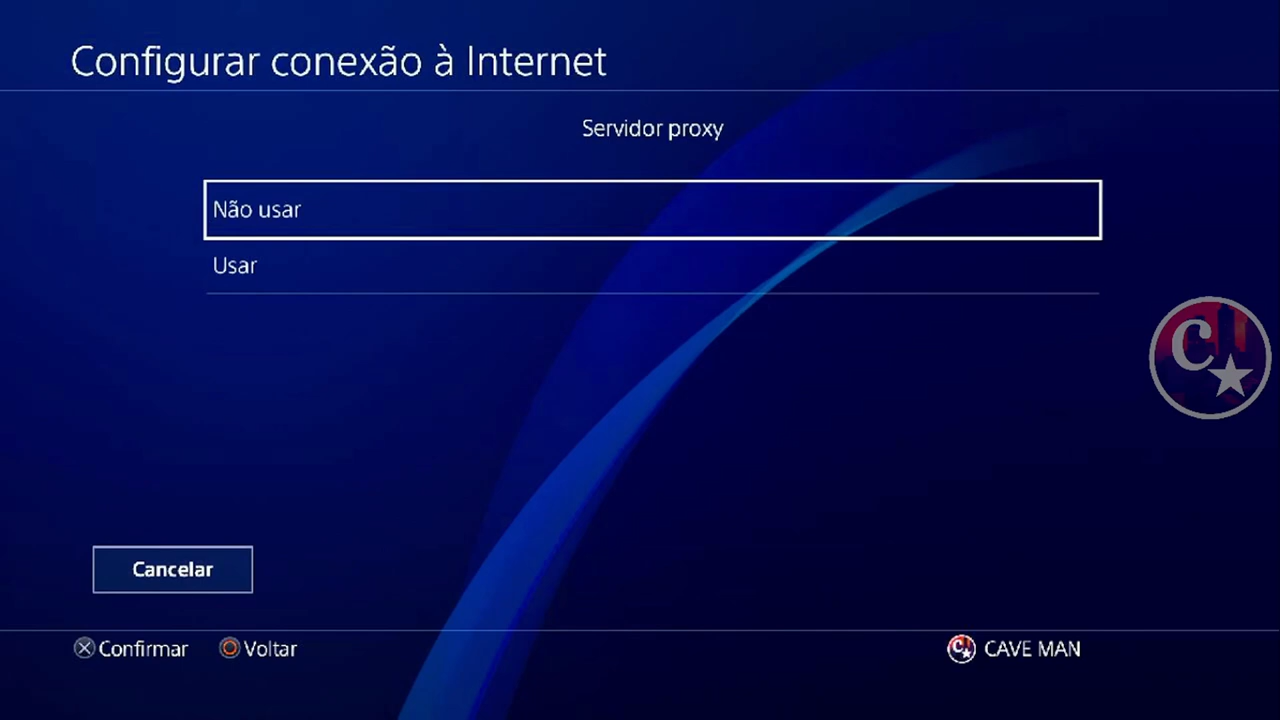 Configurar conexão à Internet
Servidor proxy
Não usar
Usar
C
Cancelar
Confirmar Voltar CAVE MAN